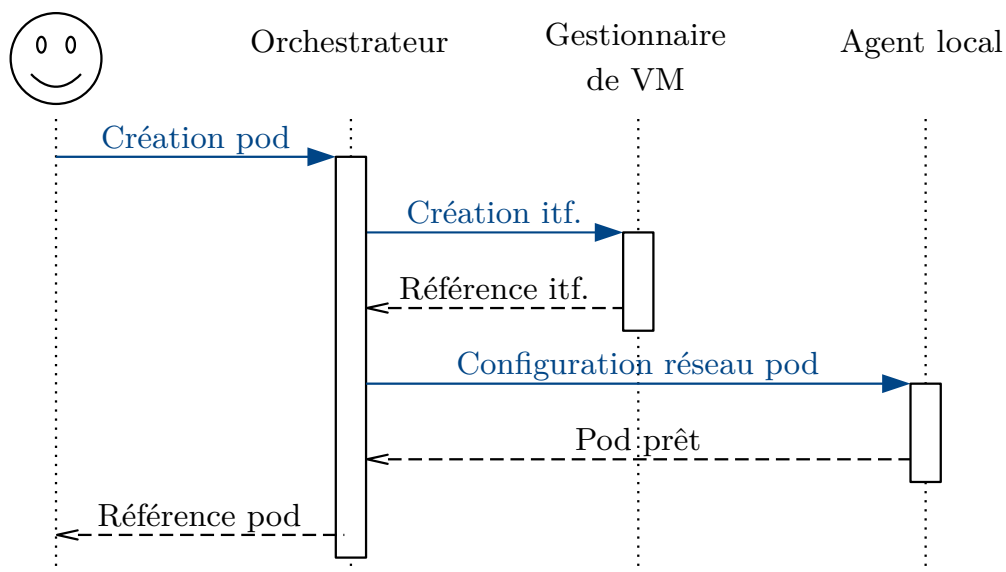 Orchestrateur
Gestionnaire
de VM
Agent local
Création pod
Création itf.
Référence itf.
Configuration réseau pod
Pod prêt
Référence pod